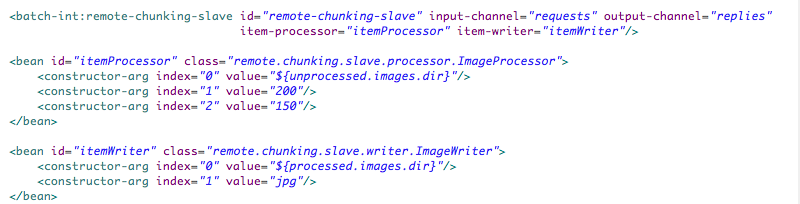 <batch-int:remote-chunking-slave id="remote-chunking-slave" input-channel="requests" output-channel="replies"
item-processor="itemProcessor" item-writer="itemWriter"/>
<bean id="itemProcessor" class="remote.chunking.slave.processor.ImageProcessor">
<constructor-arg index="0" value="${unprocessed.images.dir}"/>
<constructor-arg index="1" value="200"/>
<constructor-arg index="2" value="150"/>
</bean>
<bean id="itemWriter" class="remote.chunking.slave.writer.ImageWriter">
<constructor-arg index="0" value="${processed.images.dir}"/>
<constructor-arg index="1" value="jpg"/>
</bean>